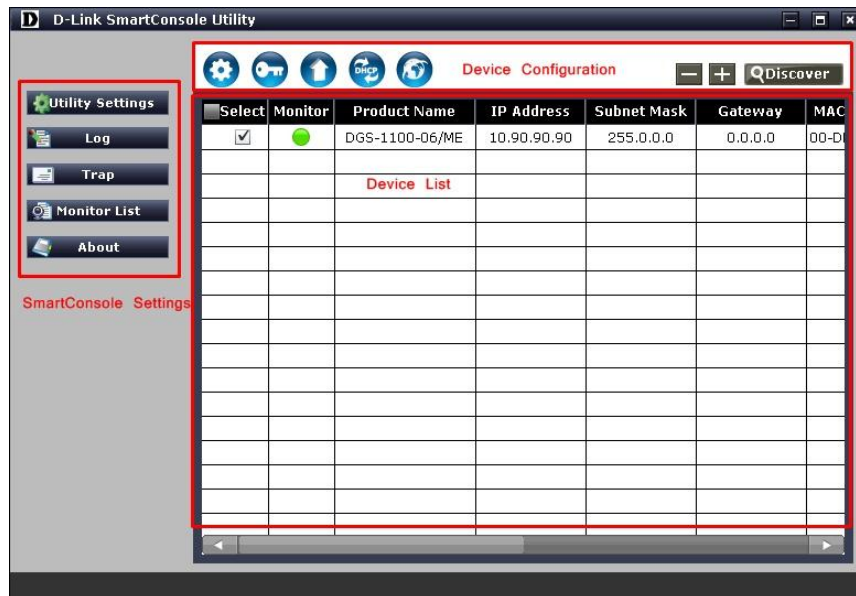 D-Link SmartConsole Utility
DHCP
Device Configuration
Discover
Utility Settings
Log
Trap
Monitor List
About
SmartConsole Settings
Select Monitor Product Name IP Address Subnet Mask Gateway MAC
DGS-1100-06/ME 10.90.90.90 255.0.0.0 0.0.0.0
Device List